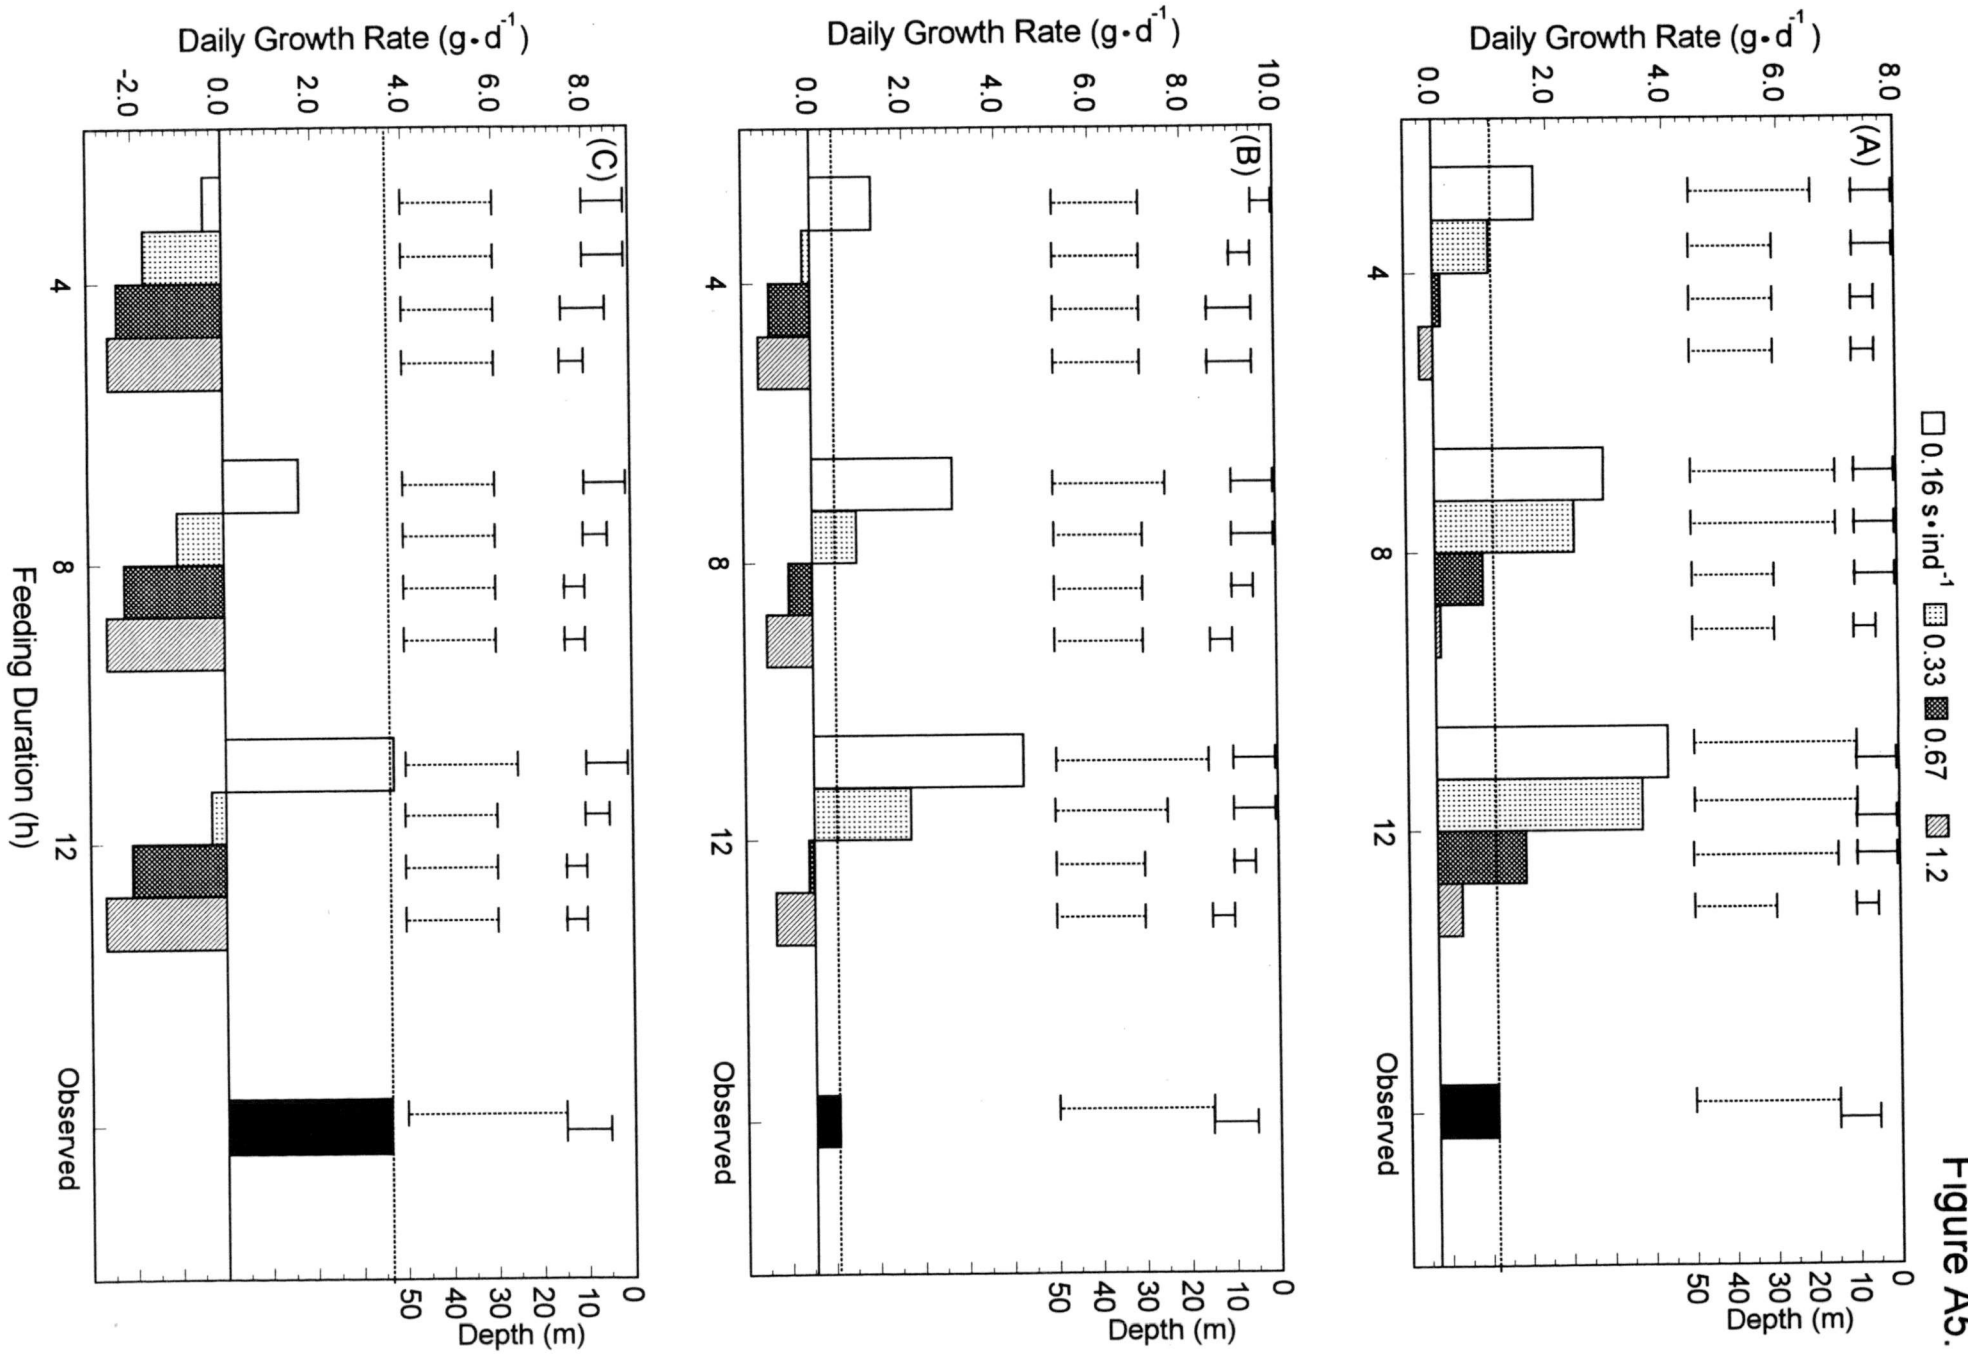 Figure A5.
□ 0.16 s•ind⁻¹ 0.33 0.67 1.2
(A)
Daily Growth Rate (g•d⁻¹)
8.0
6.0
4.0
2.0
0.0
0
10
20
30
40
50
Depth (m)
4
8
12
Observed
(B)
Daily Growth Rate (g•d⁻¹)
10.0
8.0
6.0
4.0
2.0
0.0
0
10
20
30
40
50
Depth (m)
4
8
12
Observed
(C)
Daily Growth Rate (g•d⁻¹)
8.0
6.0
4.0
2.0
0.0
-2.0
0
10
20
30
40
50
Depth (m)
4
8
12
Observed
Feeding Duration (h)